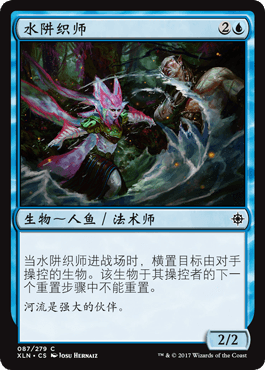 水阱织师 2
生物～人鱼 / 法术师
当水阱织师进战场时，横置目标由对手
操控的生物。该生物于其操控者的下一
个重置步骤中不能重置。
河流是强大的伙伴。
2/2
087/279 C
XLN • CS Josu Hernaiz
™ & © 2017 Wizards of the Coast